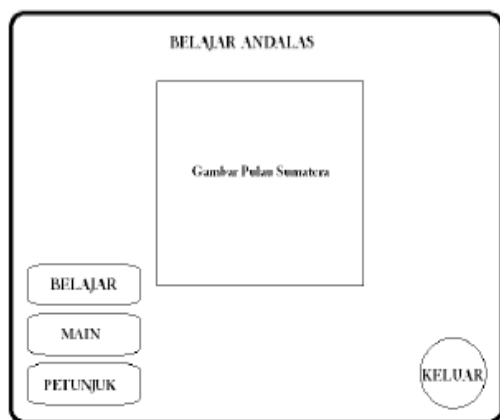 BELAJAR ANDALAS
Gambar Pulau Sumatera
BELAJAR
MAIN
PETUNJUK
KELUAR